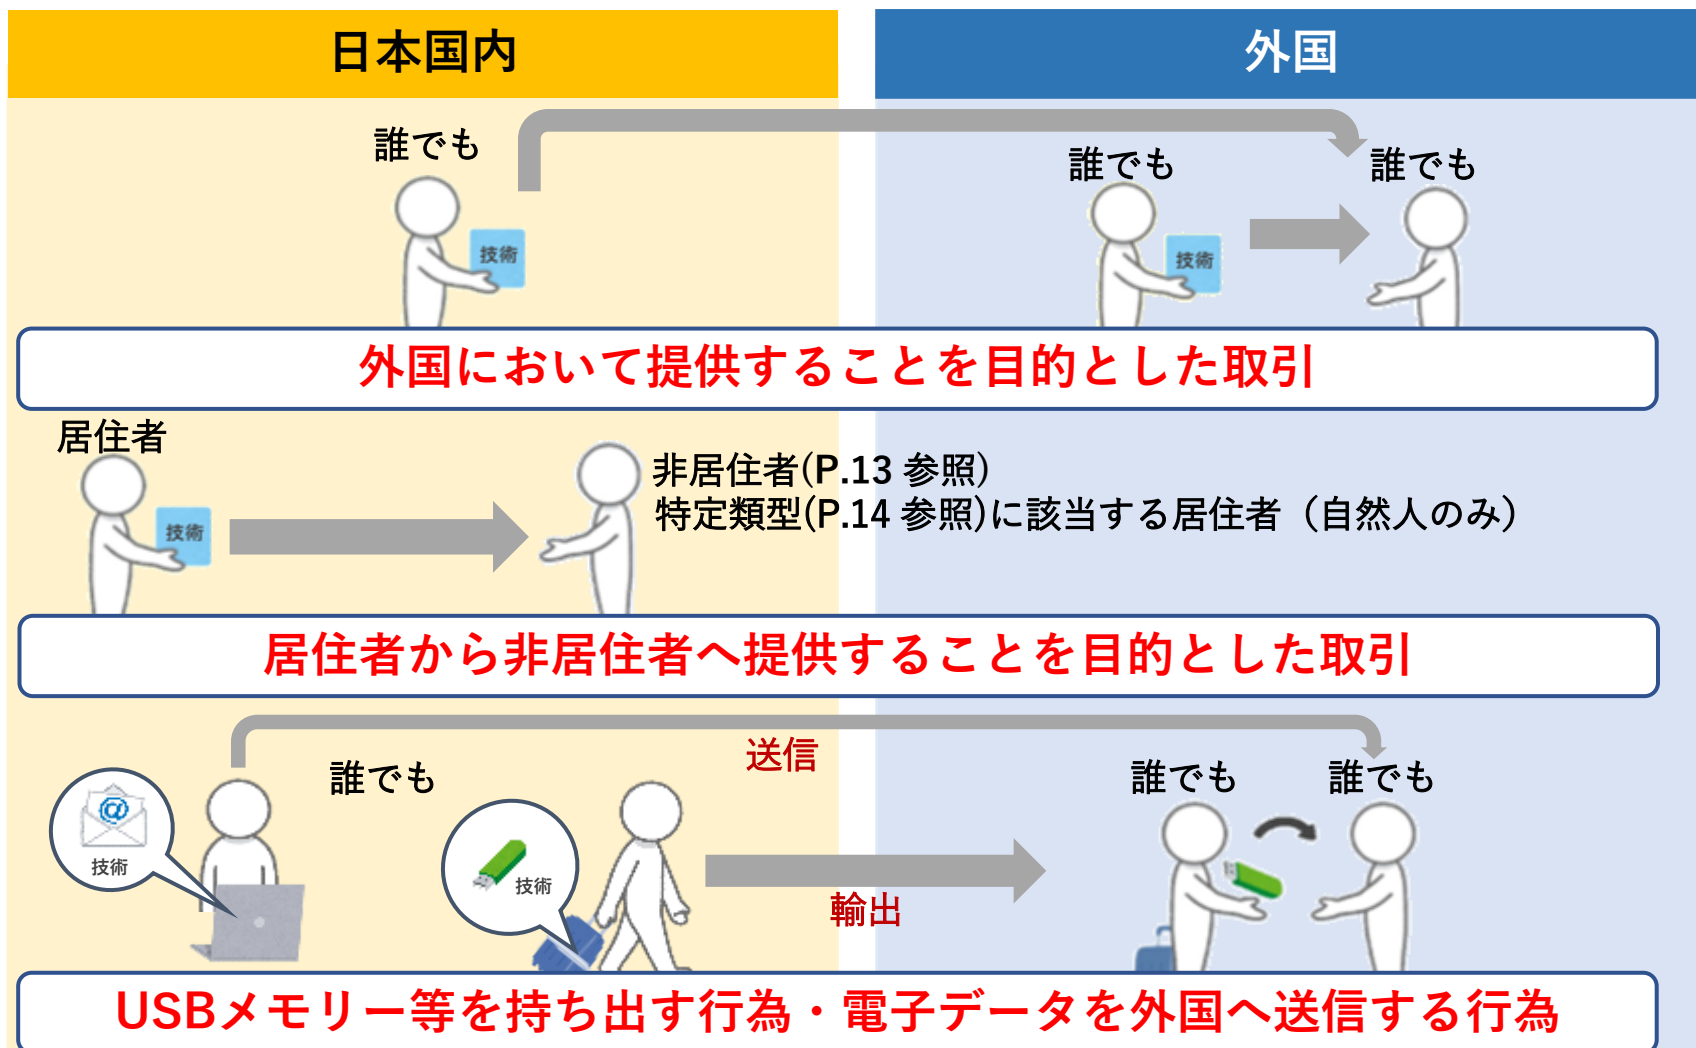 日本国内
外国
誰でも
誰でも
誰でも
技術
技術
外国において提供することを目的とした取引
居住者
非居住者(P.13 参照)
特定類型(P.14 参照)に該当する居住者（自然人のみ）
技術
居住者から非居住者へ提供することを目的とした取引
送信
誰でも
誰でも
誰でも
@
技術
技術
輸出
USBメモリー等を持ち出す行為・電子データを外国へ送信する行為